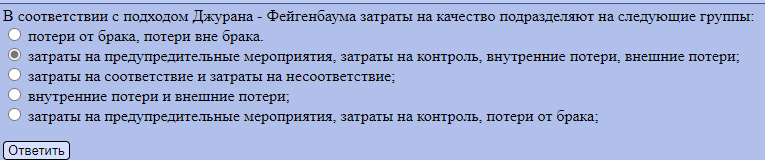 В соответствии с подходом Джурана - Фейгенбаума затраты на качество подразделяют на следующие группы:
потери от брака, потери вне брака.
затраты на предупредительные мероприятия, затраты на контроль, внутренние потери, внешние потери;
затраты на соответствие и затраты на несоответствие;
внутренние потери и внешние потери;
затраты на предупредительные мероприятия, затраты на контроль, потери от брака;
Ответить